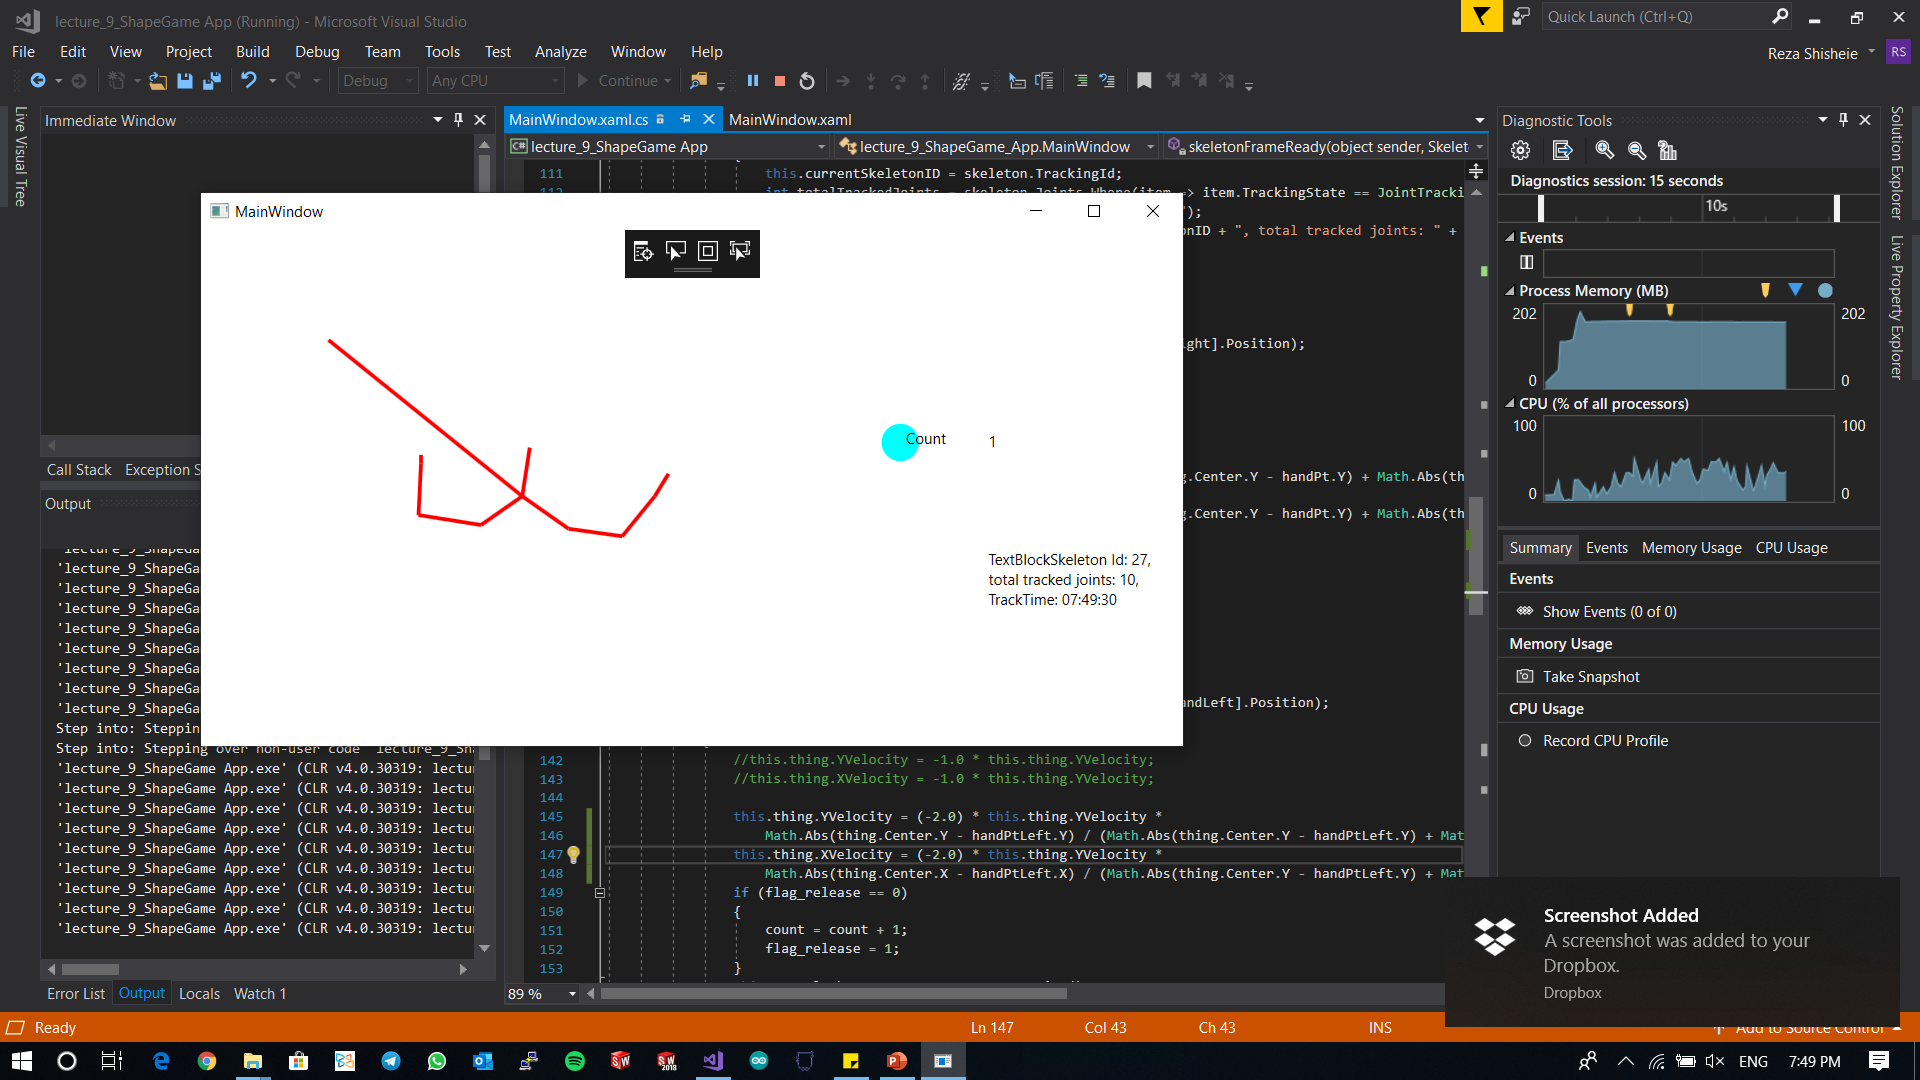 lecture_9_ShapeGame App (Running) - Microsoft Visual Studio
Quick Launch (Ctrl+Q)
File Edit View Project Build Debug Team Tools Test Analyze Window Help
Reza Shisheie RS
Debug Any CPU Continue
Live Visual Tree
Immediate Window
MainWindow.xaml.cs MainWindow.xaml
lecture_9_ShapeGame App lecture_9_ShapeGame_App.MainWindow skeletonFrameReady(object sender, Skelet
111 this.currentSkeletonID = skeleton.TrackingId;
item => item.TrackingState == JointTracki
");
onID + ", total tracked joints: " +
ght].Position);
g.Center.Y - handPt.Y) + Math.Abs(th
g.Center.Y - handPt.Y) + Math.Abs(th
andLeft].Position);
142 //this.thing.YVelocity = -1.0 * this.thing.YVelocity;
143 //this.thing.XVelocity = -1.0 * this.thing.YVelocity;
144
145 this.thing.YVelocity = (-2.0) * this.thing.YVelocity *
146 Math.Abs(thing.Center.Y - handPtLeft.Y) / (Math.Abs(thing.Center.Y - handPtLeft.Y) + Mat
147 this.thing.XVelocity = (-2.0) * this.thing.YVelocity *
148 Math.Abs(thing.Center.X - handPtLeft.X) / (Math.Abs(thing.Center.Y - handPtLeft.Y) + Mat
149 if (flag_release == 0)
150 {
151 count = count + 1;
152 flag_release = 1;
153 }
89 %
MainWindow
Count 1
TextBlockSkeleton Id: 27,
total tracked joints: 10,
TrackTime: 07:49:30
Call Stack Exception S
Output
'lecture_9_ShapeGa
'lecture_9_ShapeGa
'lecture_9_ShapeGa
'lecture_9_ShapeGa
'lecture_9_ShapeGa
'lecture_9_ShapeGa
'lecture_9_ShapeGa
'lecture_9_ShapeGa
'lecture_9_ShapeGa
Step into: Steppin
Step into: Stepping over non-user code 'lecture_9_Sha
'lecture_9_ShapeGame App.exe' (CLR v4.0.30319: lectur
'lecture_9_ShapeGame App.exe' (CLR v4.0.30319: lectur
'lecture_9_ShapeGame App.exe' (CLR v4.0.30319: lectur
'lecture_9_ShapeGame App.exe' (CLR v4.0.30319: lectur
'lecture_9_ShapeGame App.exe' (CLR v4.0.30319: lectur
'lecture_9_ShapeGame App.exe' (CLR v4.0.30319: lectur
'lecture_9_ShapeGame App.exe' (CLR v4.0.30319: lectur
'lecture_9_ShapeGame App.exe' (CLR v4.0.30319: lectur
'lecture_9_ShapeGame App.exe' (CLR v4.0.30319: lectur
Error List Output Locals Watch 1
Diagnostic Tools
Diagnostics session: 15 seconds
10s
Events
Process Memory (MB)
202 202
0 0
CPU (% of all processors)
100 100
0 0
Summary Events Memory Usage CPU Usage
Events
Show Events (0 of 0)
Memory Usage
Take Snapshot
CPU Usage
Record CPU Profile
Solution Explorer
Live Property Explorer
Screenshot Added
A screenshot was added to your
Dropbox.
Dropbox
Ready Ln 147 Col 43 Ch 43 INS Add to Source Control
ENG 7:49 PM